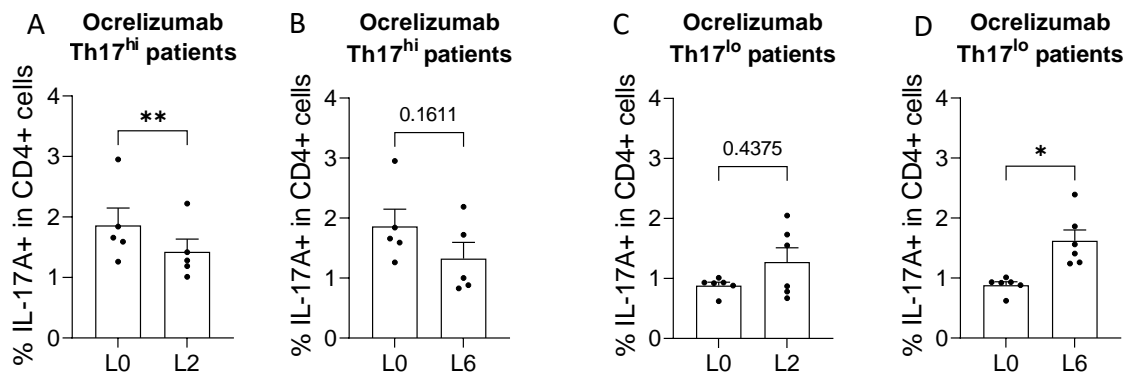 A
Ocrelizumab
Th17hi patients
% IL-17A+ in CD4+ cells
4
3
2
1
0
**
L0 L2
B
Ocrelizumab
Th17hi patients
% IL-17A+ in CD4+ cells
4
3
2
1
0
0.1611
L0 L6
C
Ocrelizumab
Th17lo patients
% IL-17A+ in CD4+ cells
4
3
2
1
0
0.4375
L0 L2
D
Ocrelizumab
Th17lo patients
% IL-17A+ in CD4+ cells
4
3
2
1
0
*
L0 L6